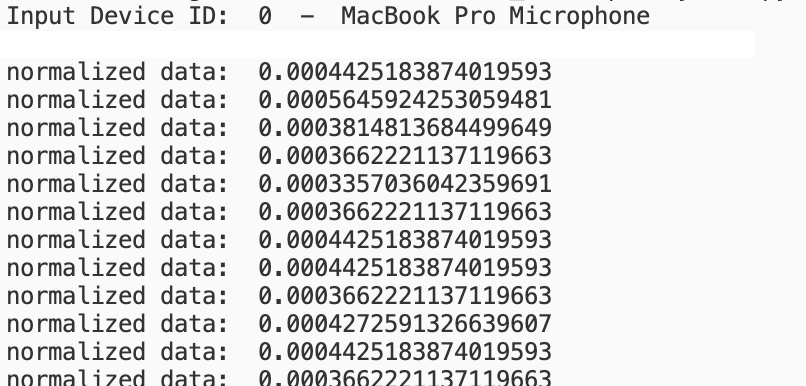 Input Device ID:  0  -  MacBook Pro Microphone
normalized data:  0.0004425183874019593
normalized data:  0.0005645924253059481
normalized data:  0.0003814813684499649
normalized data:  0.0003662221137119663
normalized data:  0.0003357036042359691
normalized data:  0.0003662221137119663
normalized data:  0.0004425183874019593
normalized data:  0.0004425183874019593
normalized data:  0.0003662221137119663
normalized data:  0.0004272591326639607
normalized data:  0.0004425183874019593
normalized data:  0.0003662221137119663